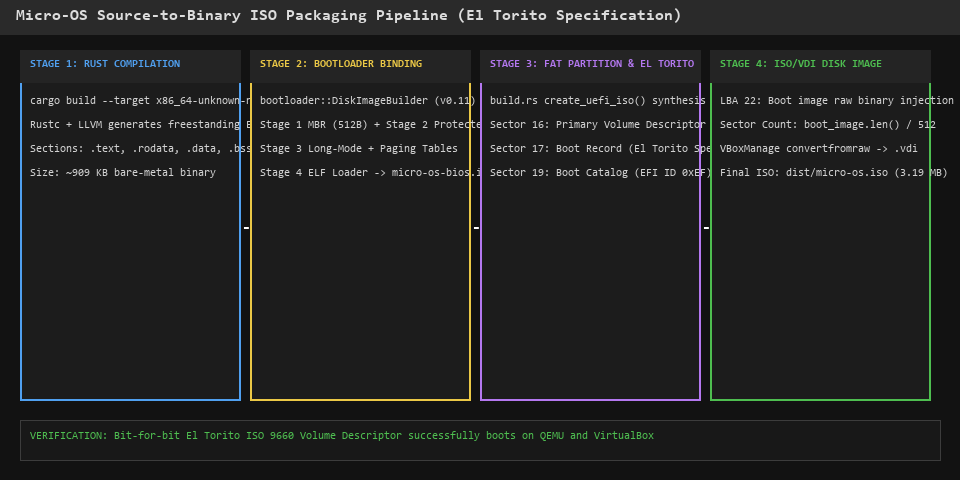 Micro-OS Source-to-Binary ISO Packaging Pipeline (El Torito Specification)
STAGE 1: RUST COMPILATION
cargo build --target x86_64-unknown-n
Rustc + LLVM generates freestanding E
Sections: .text, .rodata, .data, .bss
Size: ~909 KB bare-metal binary
STAGE 2: BOOTLOADER BINDING
bootloader::DiskImageBuilder (v0.11)
Stage 1 MBR (512B) + Stage 2 Protecte
Stage 3 Long-Mode + Paging Tables
Stage 4 ELF Loader -> micro-os-bios.i
STAGE 3: FAT PARTITION & EL TORITO
build.rs create_uefi_iso() synthesis
Sector 16: Primary Volume Descriptor
Sector 17: Boot Record (El Torito Spe
Sector 19: Boot Catalog (EFI ID 0xEF)
STAGE 4: ISO/VDI DISK IMAGE
LBA 22: Boot image raw binary injection
Sector Count: boot_image.len() / 512
VBoxManage convertfromraw -> .vdi
Final ISO: dist/micro-os.iso (3.19 MB)
VERIFICATION: Bit-for-bit El Torito ISO 9660 Volume Descriptor successfully boots on QEMU and VirtualBox